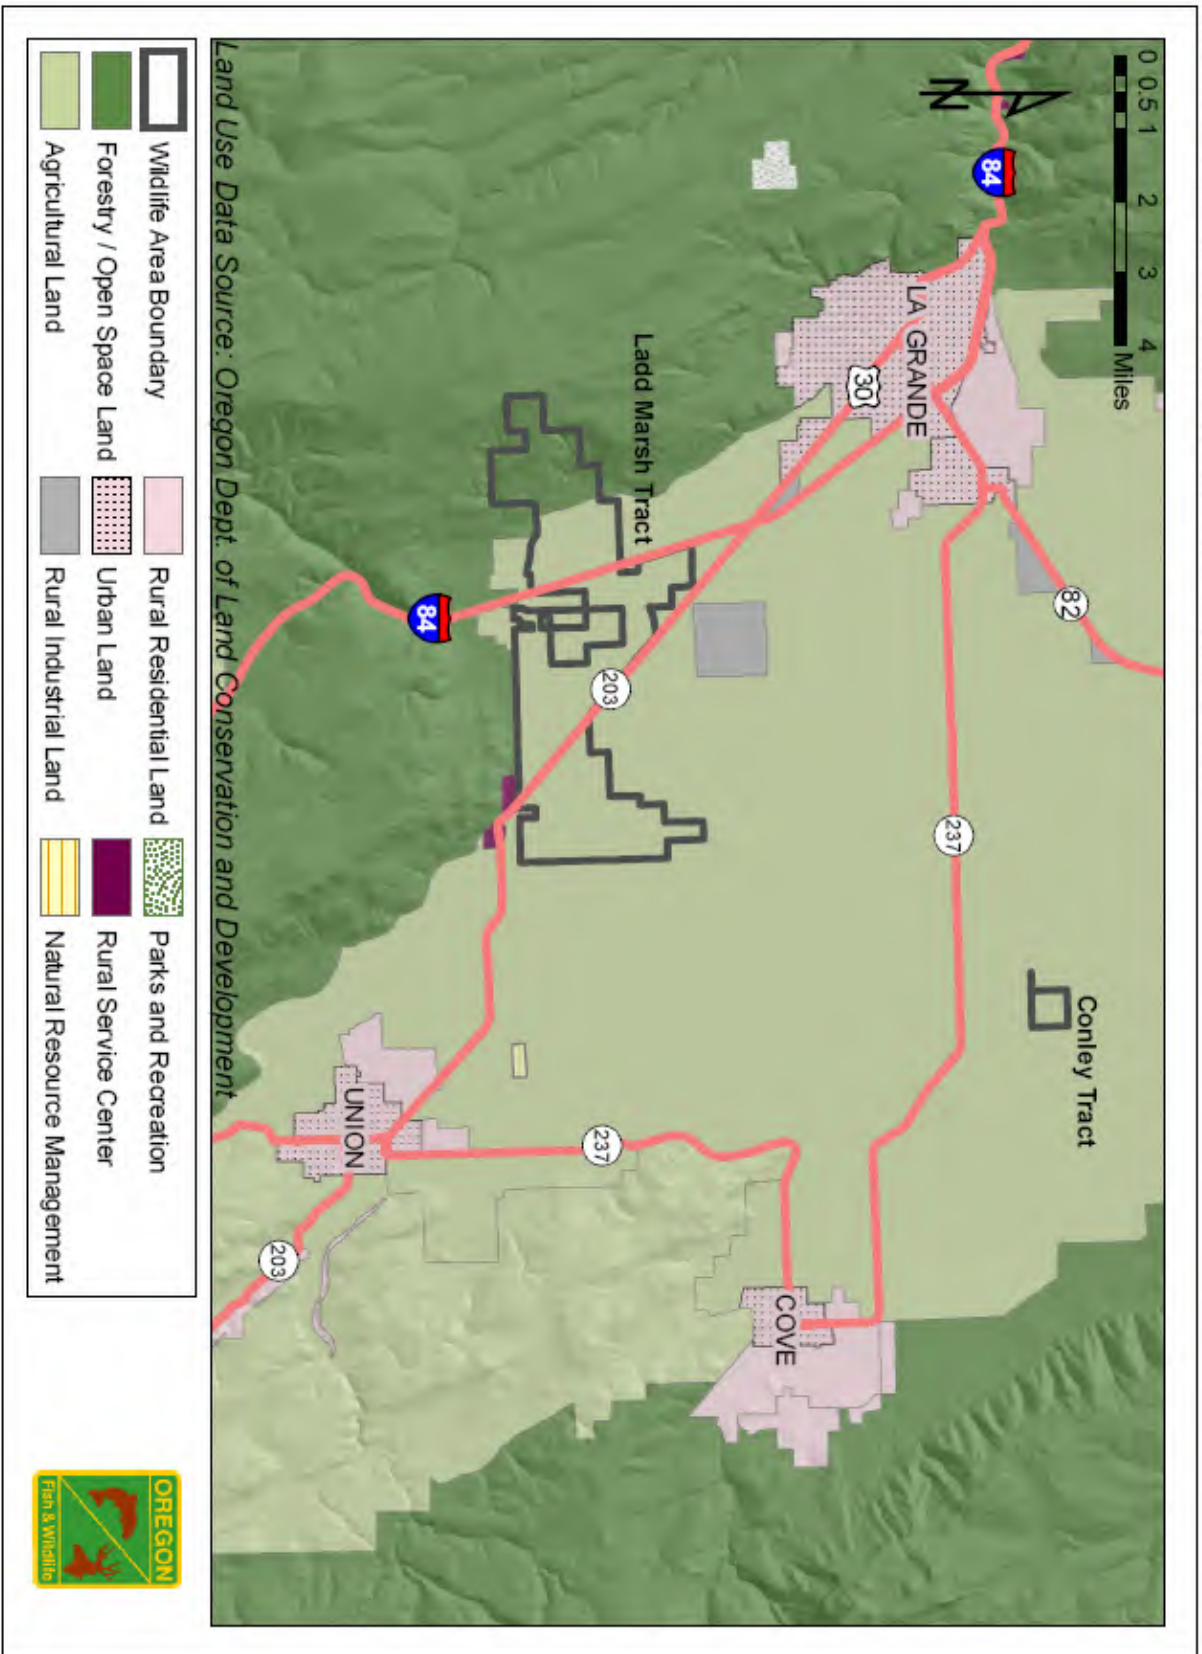 0 0.5 1 2 3 4
Miles
N
84
LA GRANDE
30
82
237
Conley Tract
Ladd Marsh Tract
203
84
COVE
237
UNION
203
Land Use Data Source: Oregon Dept. of Land Conservation and Development
Wildlife Area Boundary
Forestry / Open Space Land
Agricultural Land
Rural Residential Land
Urban Land
Rural Industrial Land
Parks and Recreation
Rural Service Center
Natural Resource Management
OREGON
Fish & Wildlife